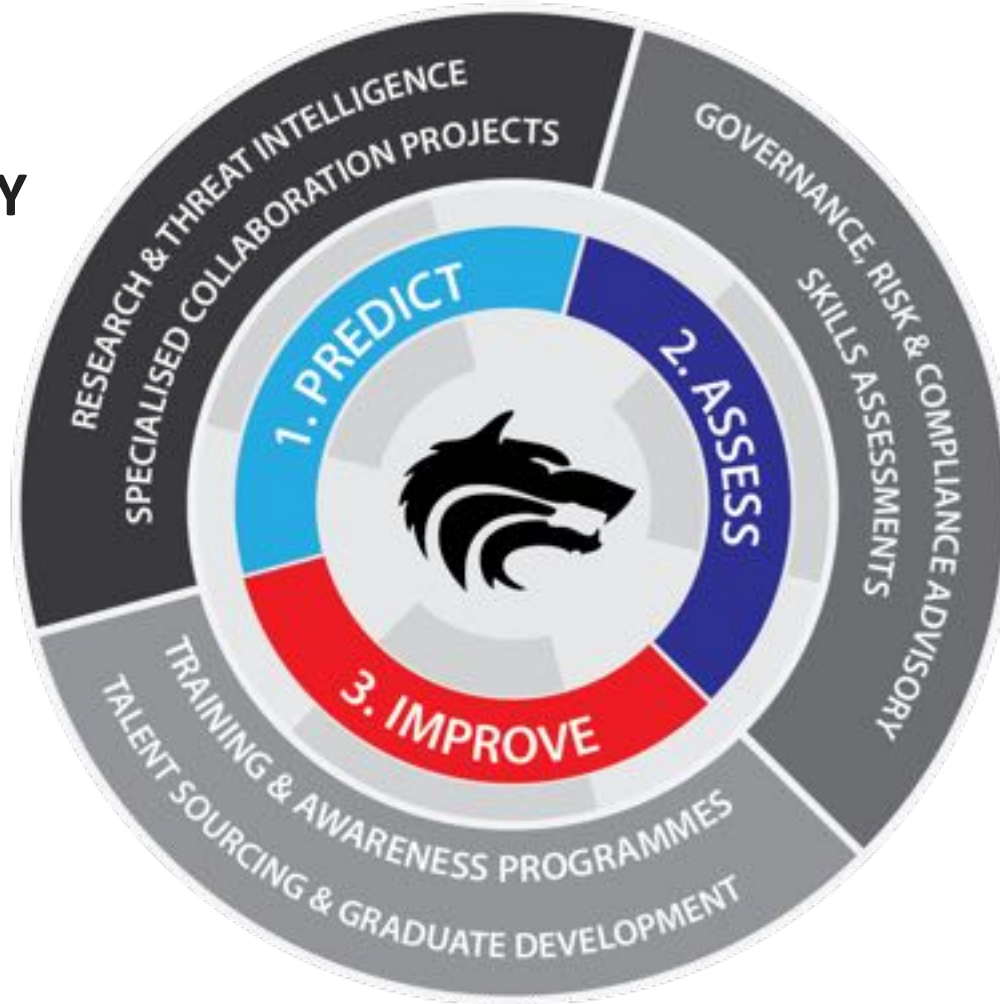 Y
RESEARCH & THREAT INTELLIGENCE
SPECIALISED COLLABORATION PROJECTS
GOVERNANCE, RISK & COMPLIANCE ADVISORY
SKILLS ASSESSMENTS
1. PREDICT
2. ASSESS
3. IMPROVE
TRAINING & AWARENESS PROGRAMMES
TALENT SOURCING & GRADUATE DEVELOPMENT